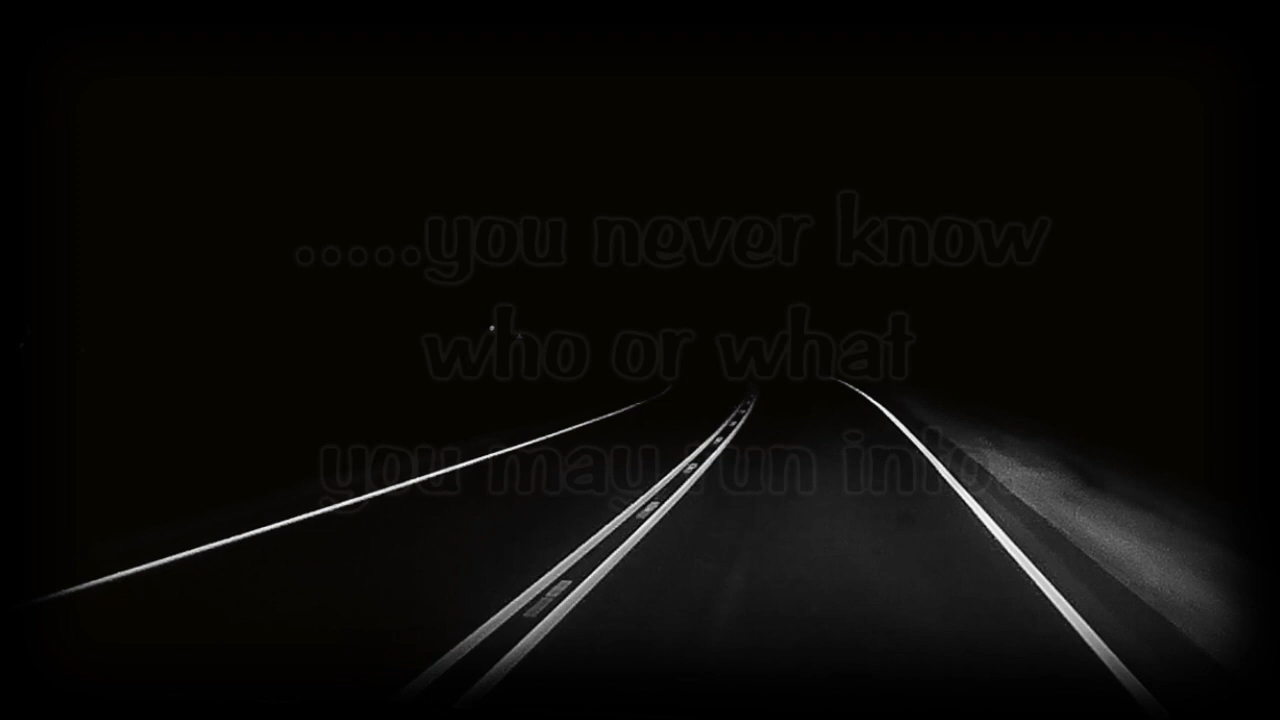 .....you never know
who or what
you may run into